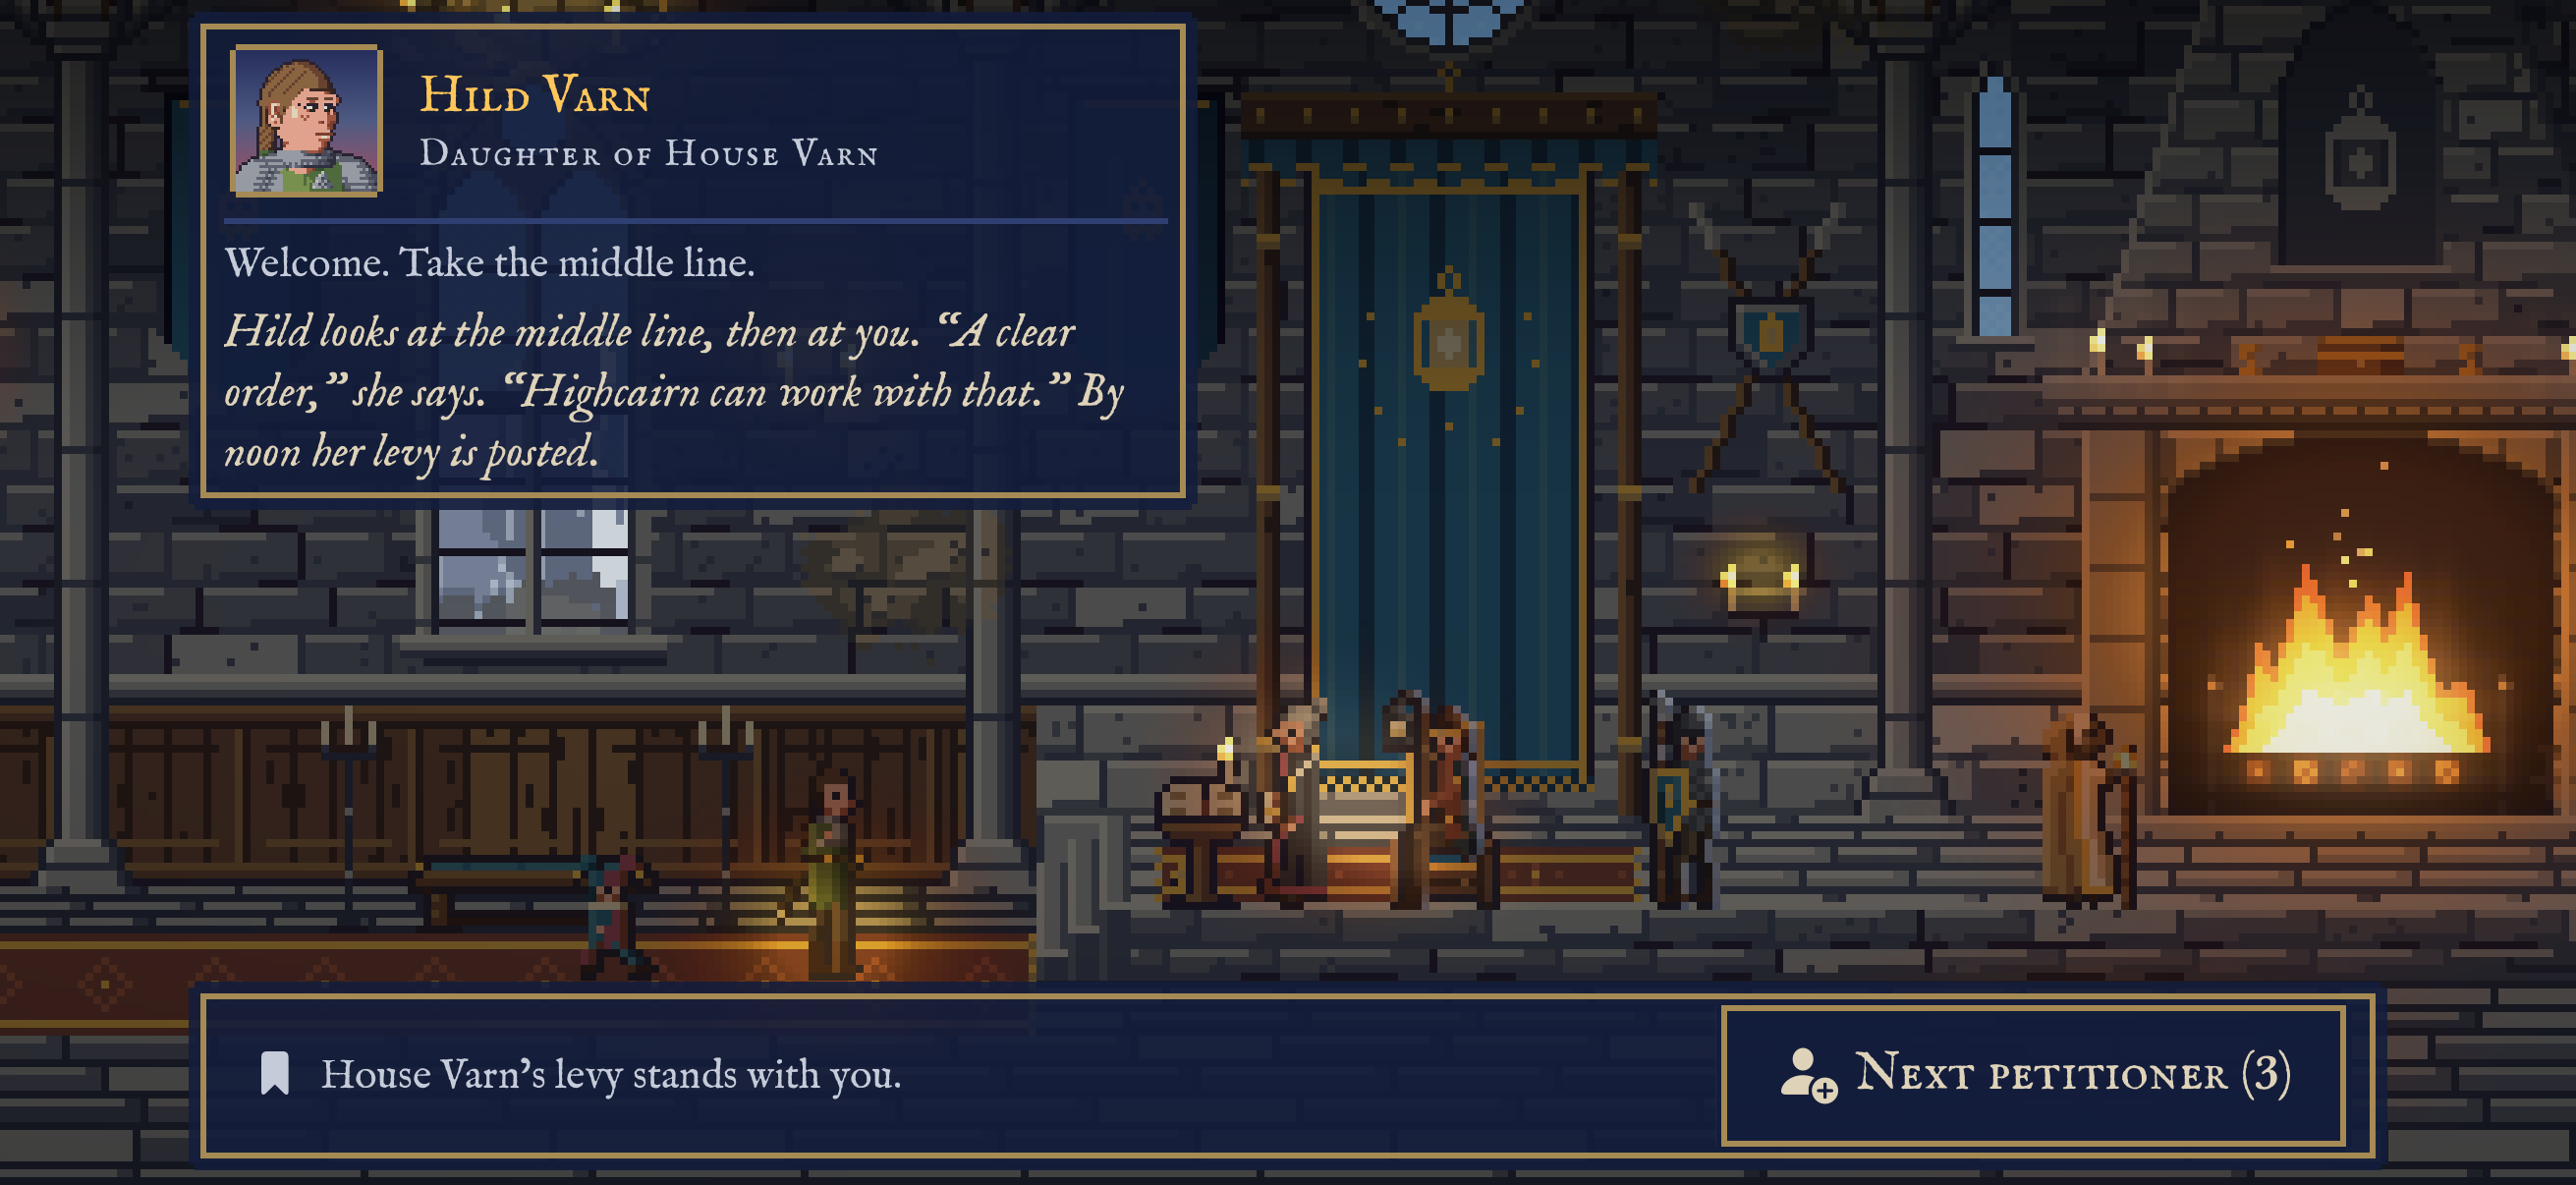 Hild Varn
Daughter of House Varn
Welcome. Take the middle line.
Hild looks at the middle line, then at you. “A clear
order,” she says. “Highcairn can work with that.” By
noon her levy is posted.
House Varn’s levy stands with you.
Next petitioner (3)